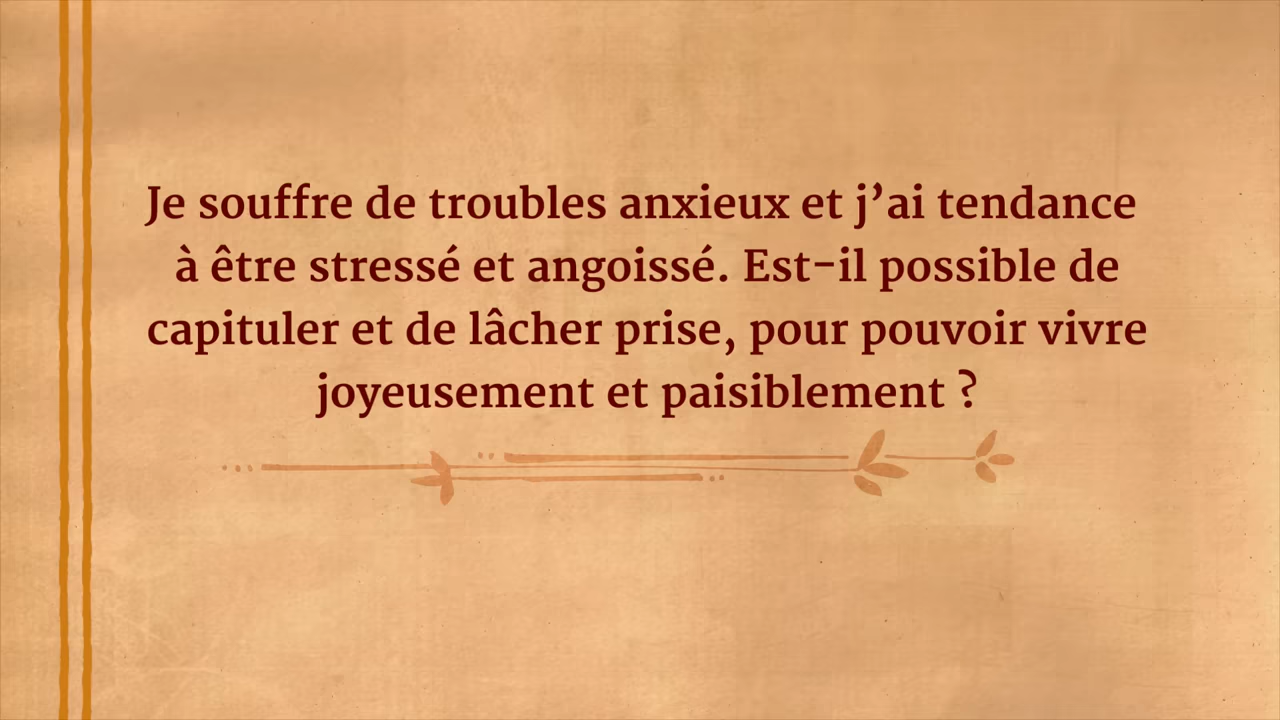 Je souffre de troubles anxieux et j’ai tendance
à être stressé et angoissé. Est-il possible de
capituler et de lâcher prise, pour pouvoir vivre
joyeusement et paisiblement ?